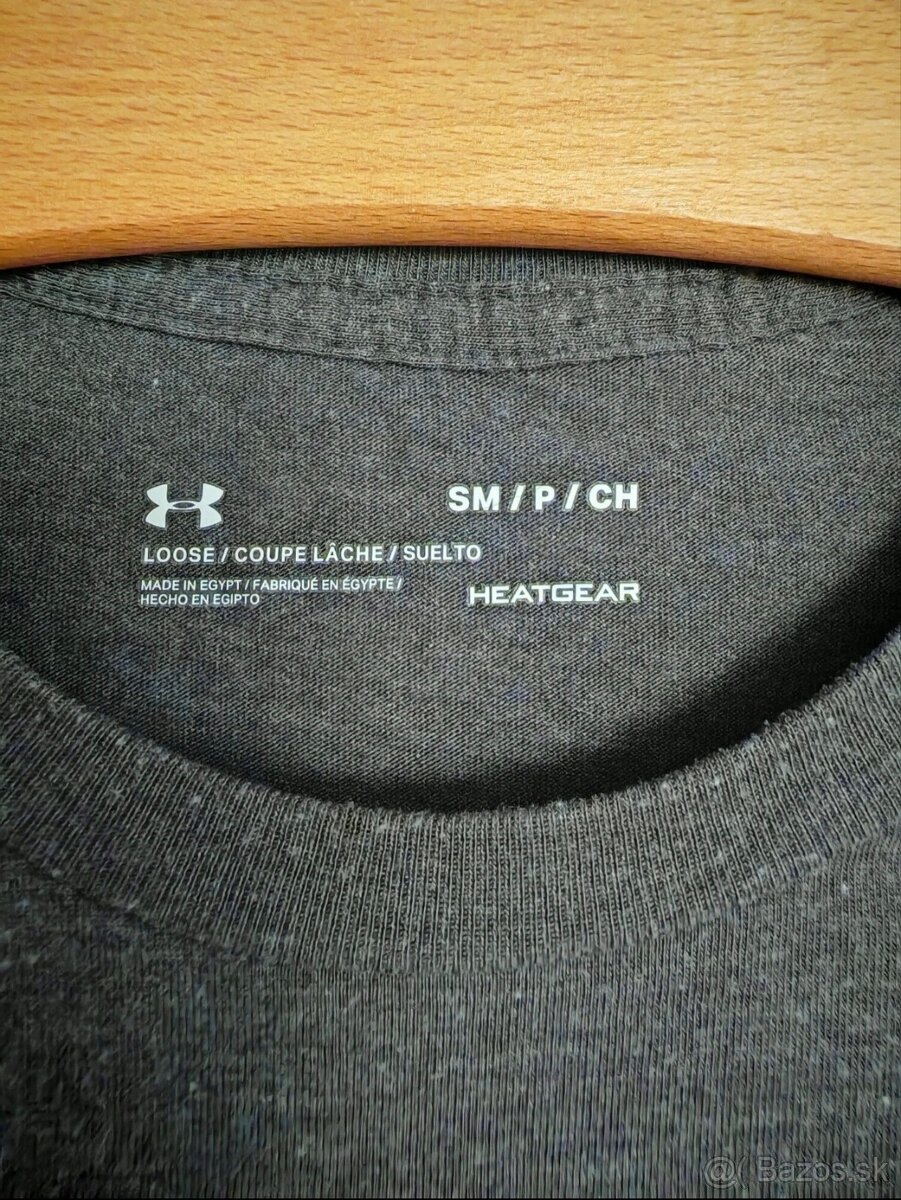 SM / P / CH
LOOSE / COUPE LÂCHE / SUELTO
MADE IN EGYPT / FABRIQUÉ EN ÉGYPTE /
HECHO EN EGIPTO
HEATGEAR
@ Bazos.sk